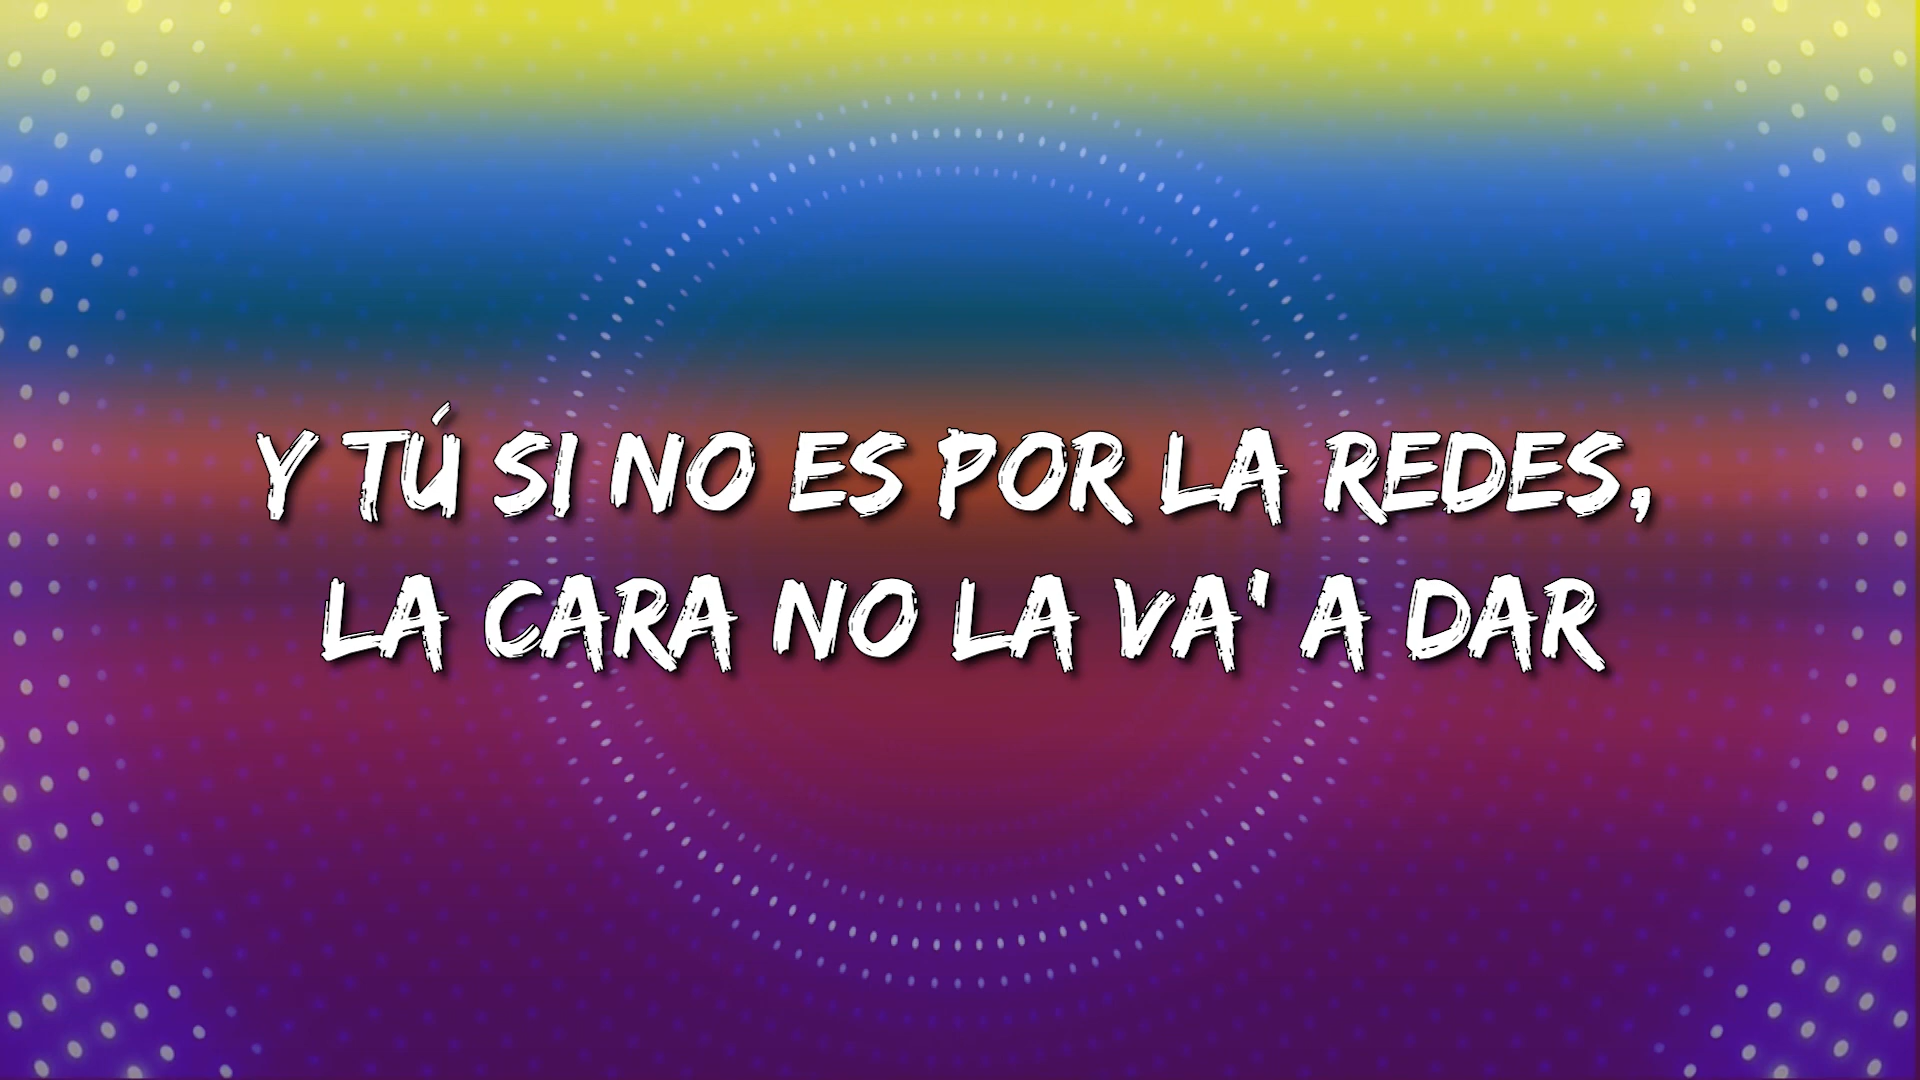 Y TÚ SI NO ES POR LA REDES,
LA CARA NO LA VA' A DAR